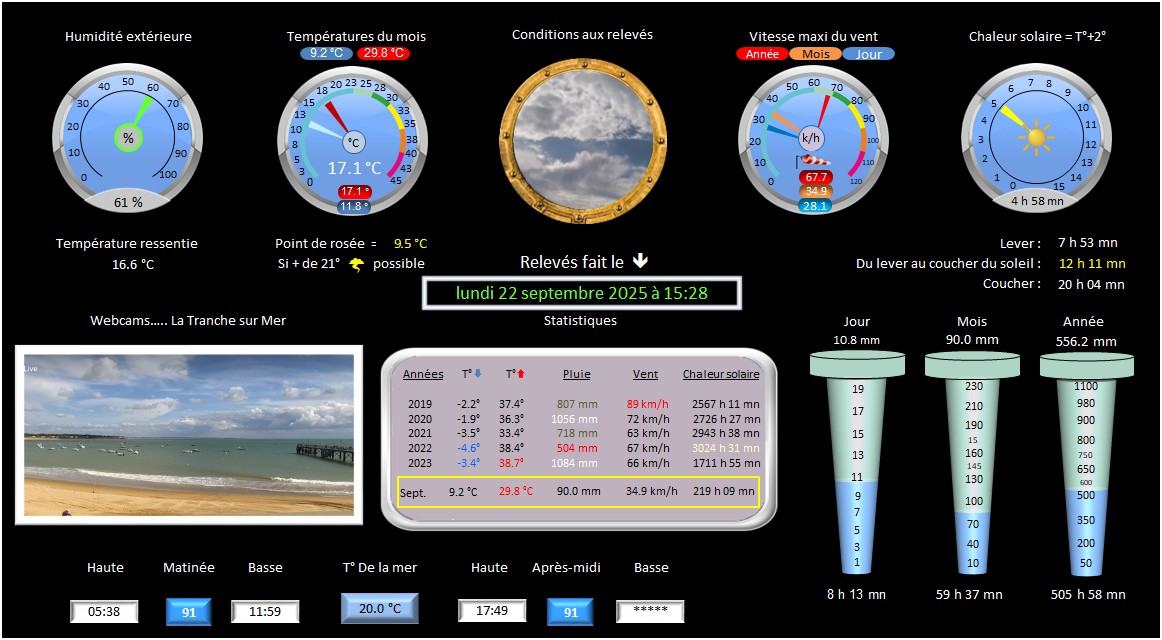 Humidité extérieure
Températures du mois
9.2 °C 29.8 °C
Conditions aux relevés
Vitesse maxi du vent
Année Mois Jour
Chaleur solaire = T°+2°
0 10 20 30 40 50 60 70 80 90 100
%
61 %
0 3 5 8 10 13 15 18 20 23 25 28 30 33 35 38 40 43 45
°C
17.1 °C
17.1 °
11.8 °
0 10 20 30 40 50 60 70 80 90 100 110 120
k/h
67.7
34.9
28.1
0 1 2 3 4 5 6 7 8 9 10 11 12 13 14 15
4 h 58 mn
Température ressentie
16.6 °C
Point de rosée = 9.5 °C
Si + de 21° possible
Relevés fait le
lundi 22 septembre 2025 à 15:28
Lever : 7 h 53 mn
Du lever au coucher du soleil : 12 h 11 mn
Coucher : 20 h 04 mn
Webcams..... La Tranche sur Mer
Live
Statistiques
Années T° T° Pluie Vent Chaleur solaire
2019 -2.2° 37.4° 807 mm 89 km/h 2567 h 11 mn
2020 -1.9° 36.3° 1056 mm 72 km/h 2726 h 27 mn
2021 -3.5° 33.4° 718 mm 63 km/h 2943 h 38 mn
2022 -4.6° 38.4° 504 mm 67 km/h 3024 h 31 mn
2023 -3.4° 38.7° 1084 mm 66 km/h 1711 h 55 mn
Sept. 9.2 °C 29.8 °C 90.0 mm 34.9 km/h 219 h 09 mn
Jour
10.8 mm
19
17
15
13
11
9
7
5
3
1
8 h 13 mn
Mois
90.0 mm
230
210
190
15
160
145
130
100
70
40
10
59 h 37 mn
Année
556.2 mm
1100
980
900
800
750
650
600
500
350
200
50
505 h 58 mn
Haute Matinée Basse
05:38 91 11:59
T° De la mer
20.0 °C
Haute Après-midi Basse
17:49 91 *****